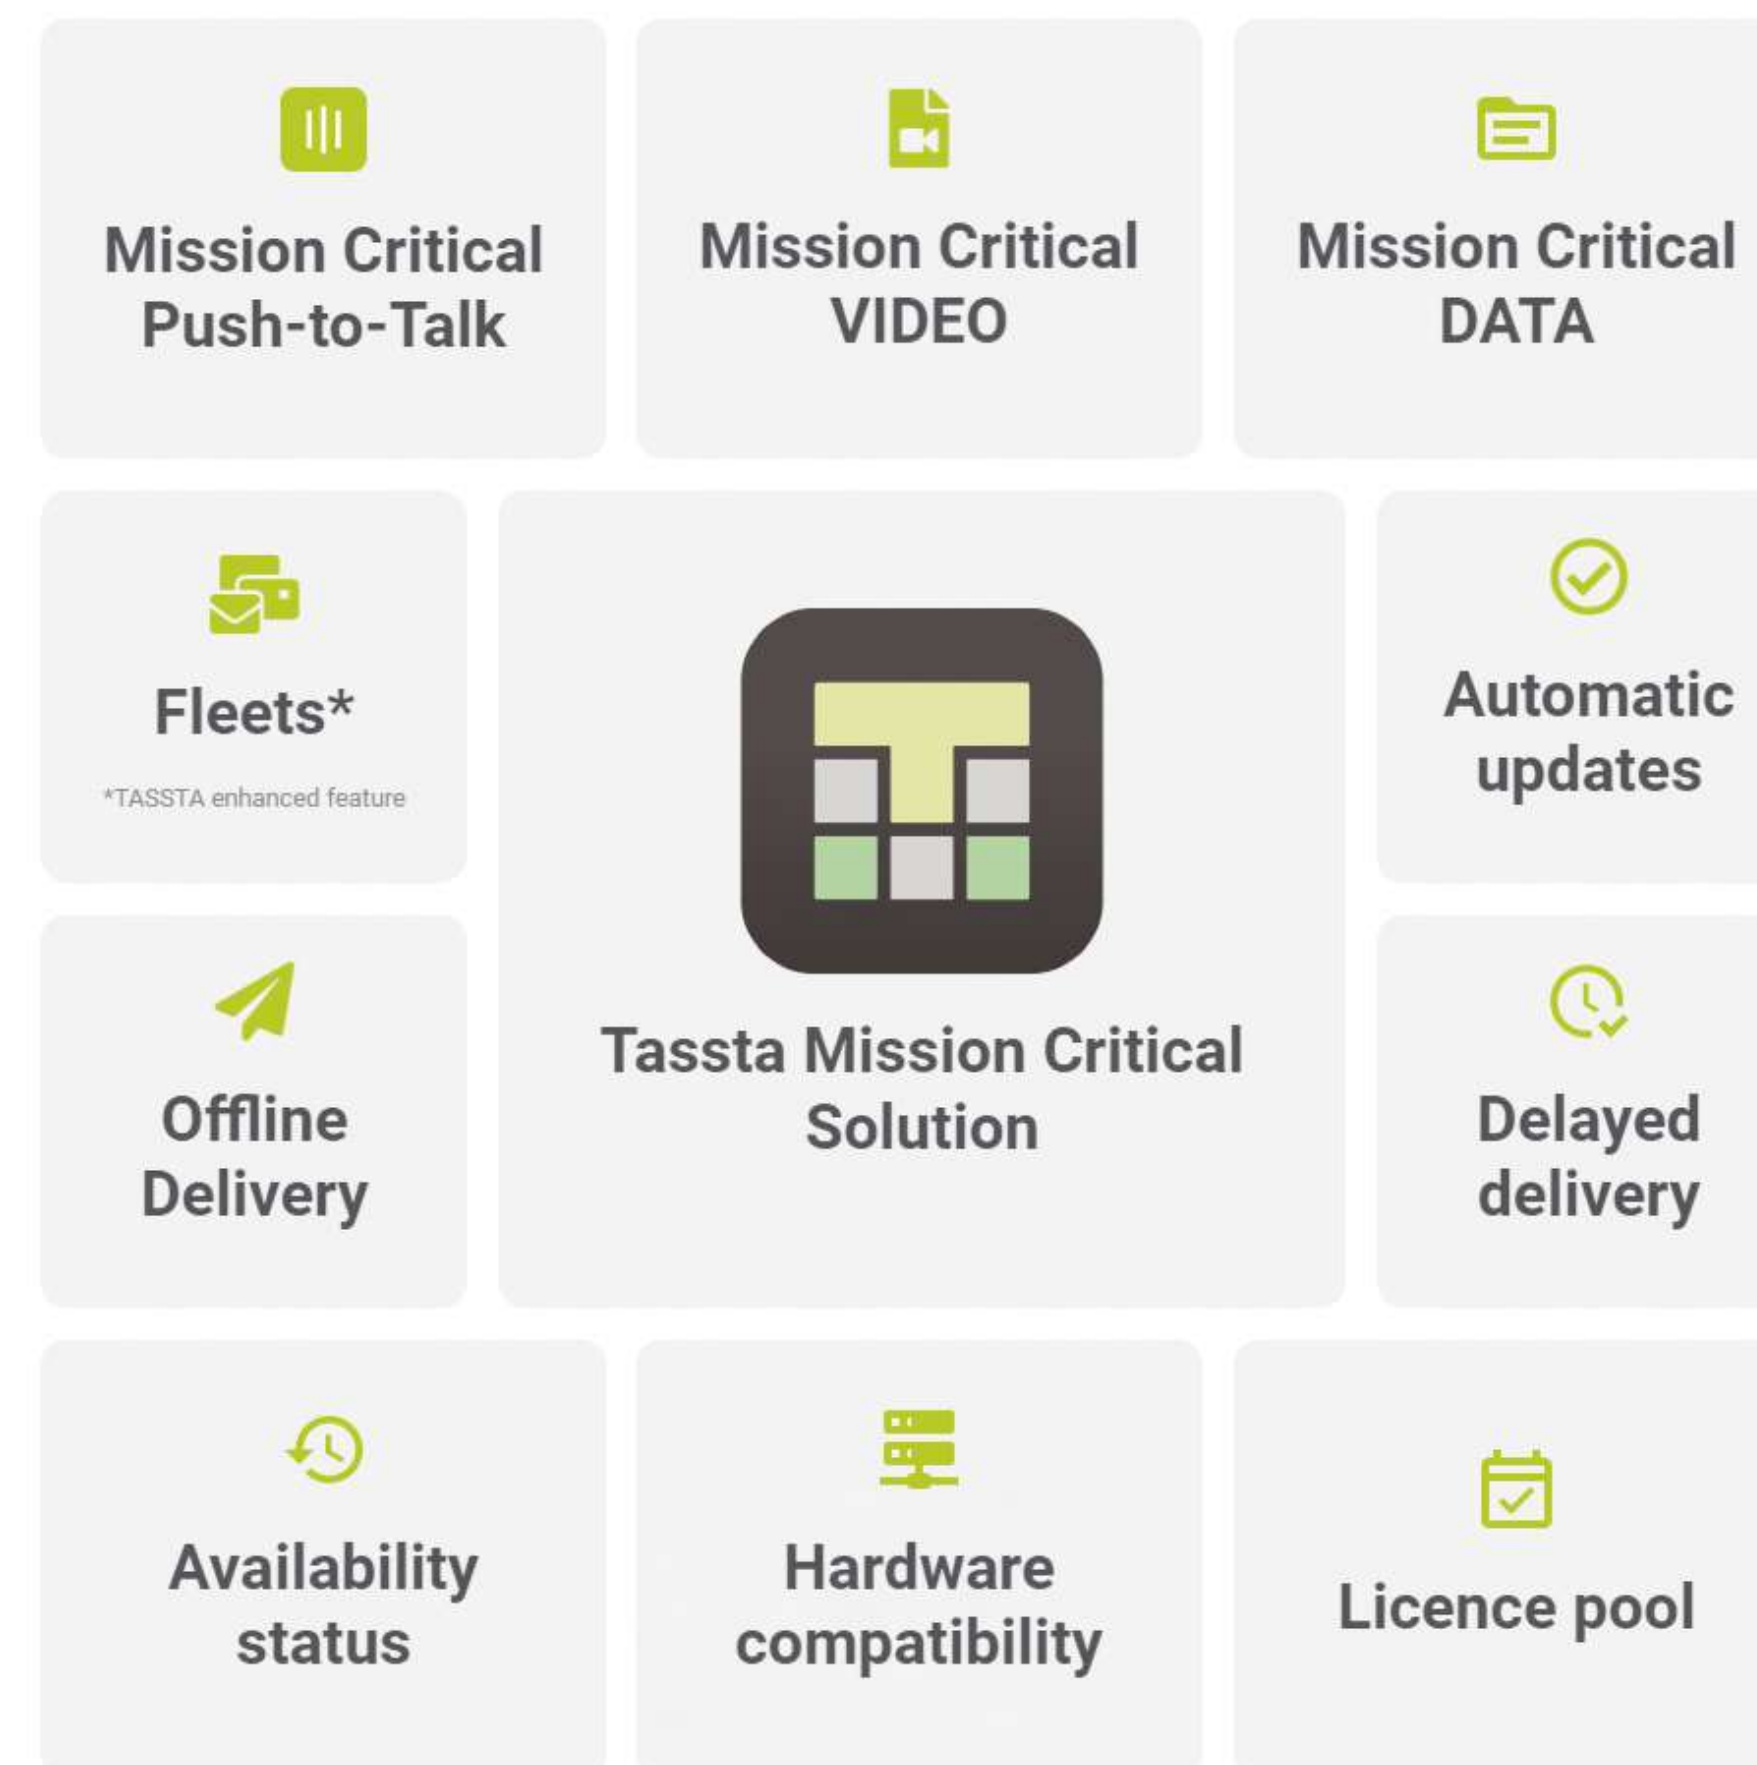 Mission Critical
Push-to-Talk
Mission Critical
VIDEO
Mission Critical
DATA
Fleets*
*TASSTA enhanced feature
Automatic
updates
Tassta Mission Critical
Solution
Offline
Delivery
Delayed
delivery
Availability
status
Hardware
compatibility
Licence pool